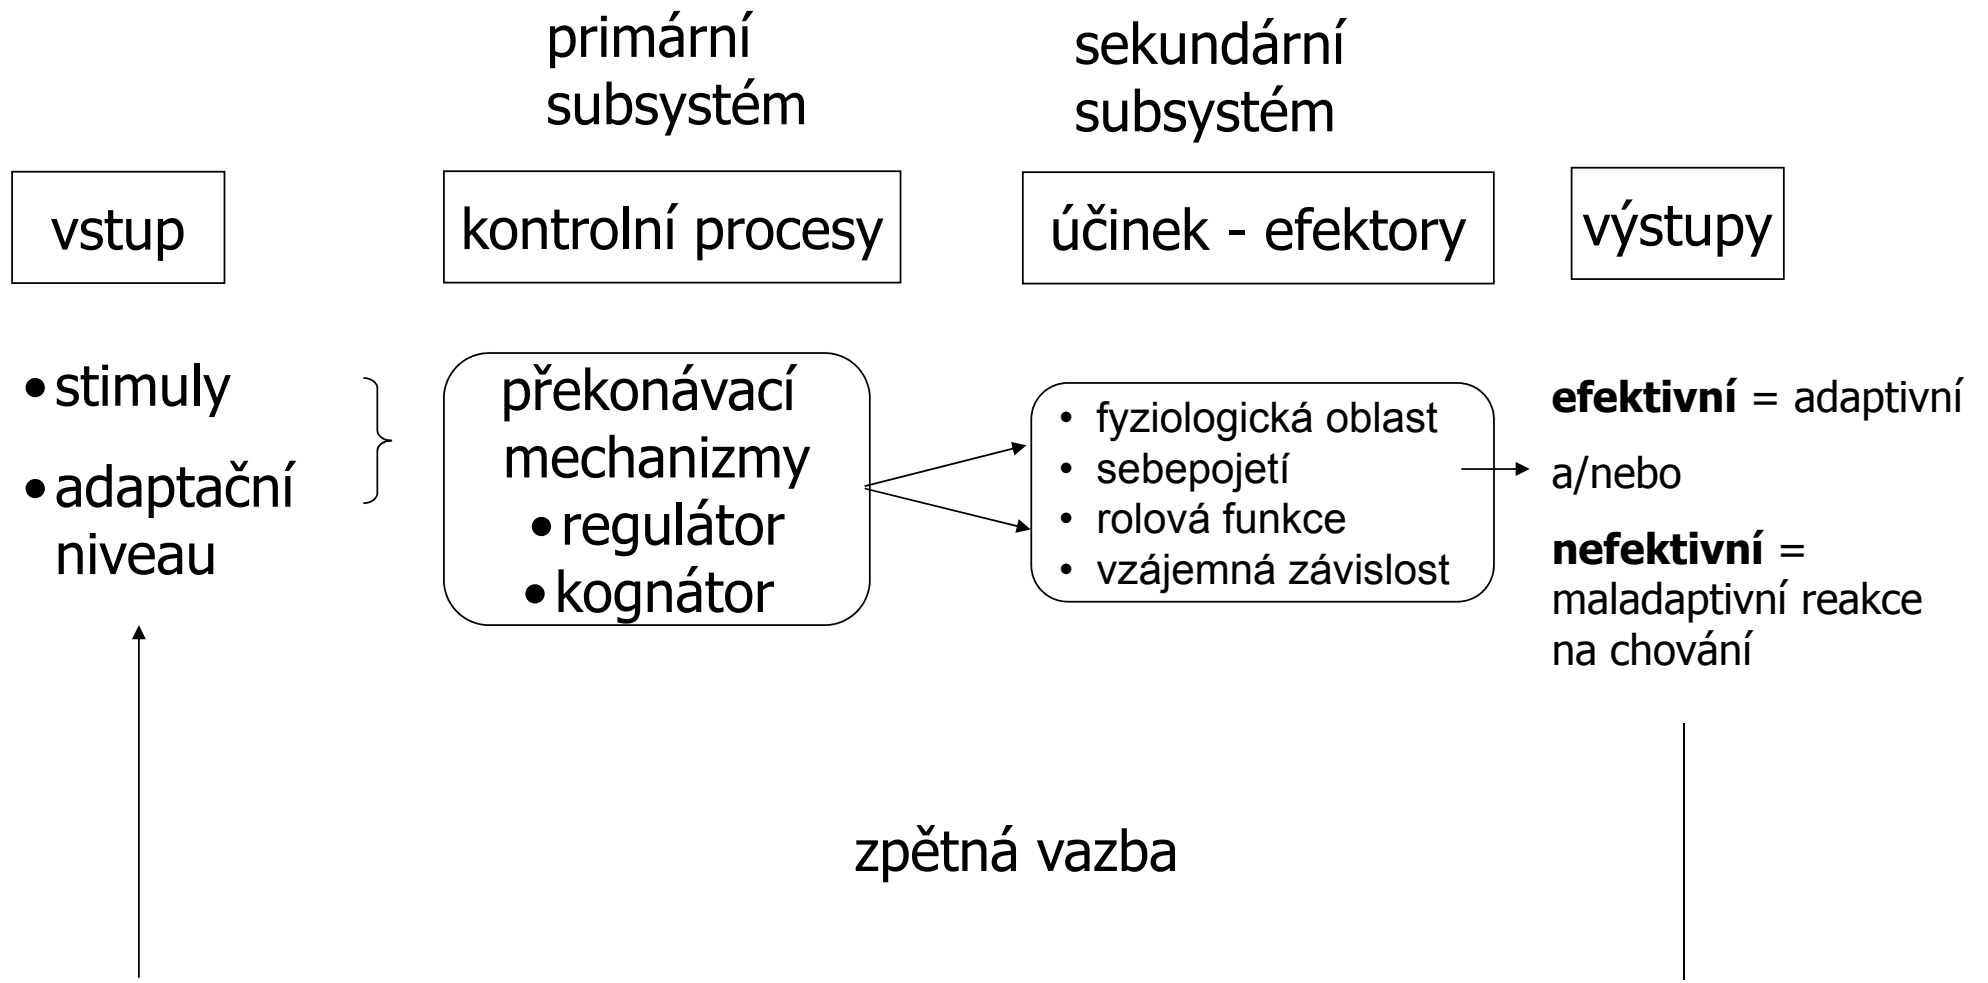 primární
subsystém
sekundární
subsystém
vstup
kontrolní procesy
účinek - efektory
výstupy
•stimuly
•adaptační
niveau
překonávací
mechanizmy
•regulátor
•kognátor
• fyziologická oblast
• sebepojetí
• rolová funkce
• vzájemná závislost
efektivní = adaptivní
a/nebo
nefektivní =
maladaptivní reakce
na chování
zpětná vazba